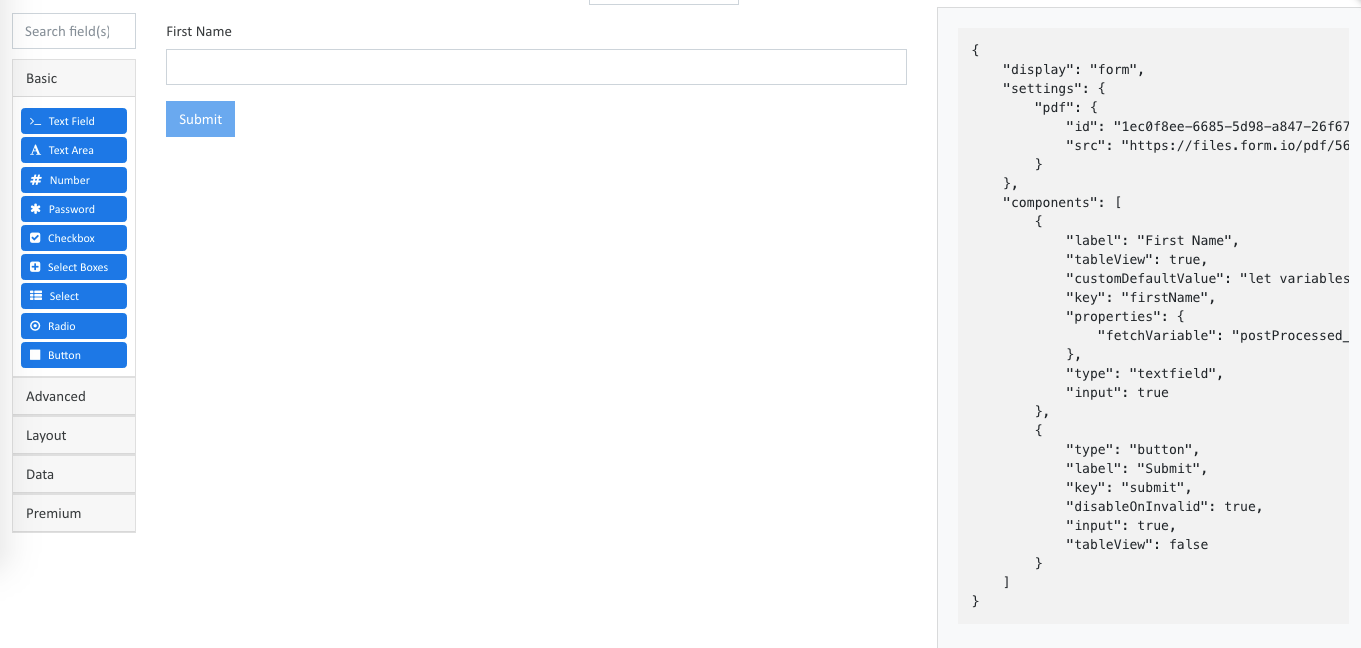 Search field(s)
Basic
Text Field
Text Area
Number
Password
Checkbox
Select Boxes
Select
Radio
Button
Advanced
Layout
Data
Premium
First Name
Submit
{
    "display": "form",
    "settings": {
        "pdf": {
            "id": "1ec0f8ee-6685-5d98-a847-26f67
            "src": "https://files.form.io/pdf/56
        }
    },
    "components": [
        {
            "label": "First Name",
            "tableView": true,
            "customDefaultValue": "let variables
            "key": "firstName",
            "properties": {
                "fetchVariable": "postProcessed_
            },
            "type": "textfield",
            "input": true
        },
        {
            "type": "button",
            "label": "Submit",
            "key": "submit",
            "disableOnInvalid": true,
            "input": true,
            "tableView": false
        }
    ]
}